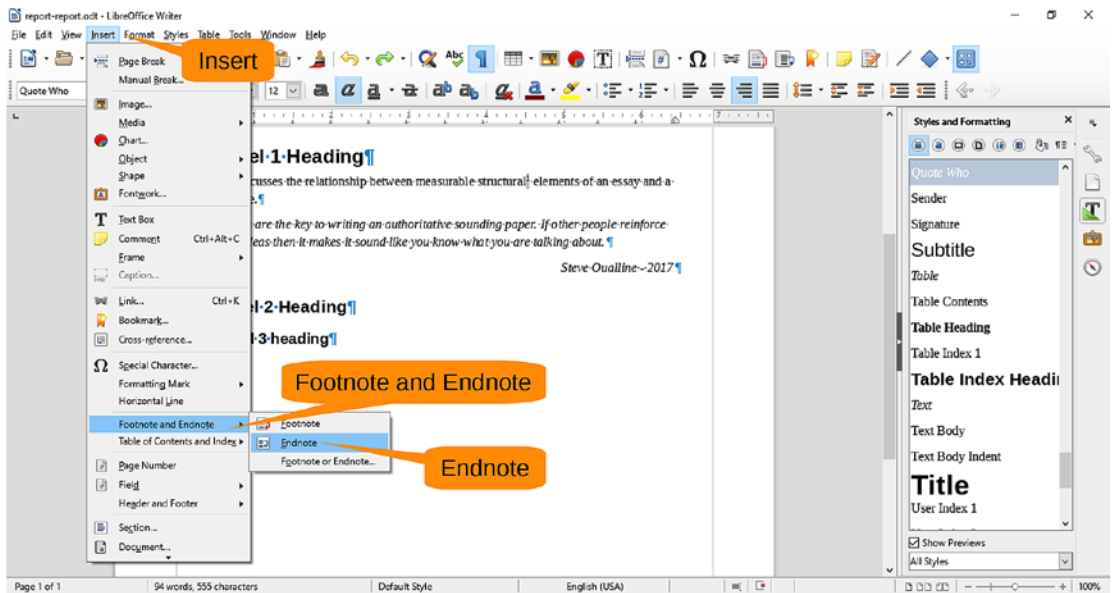 report-report.odt - LibreOffice Writer
File Edit View Insert Format Styles Table Tools Window Help
Insert
Quote Who
12
Page Break
Manual Break...
Image...
Media
Chart...
Object
Shape
Fontwork...
Text Box
Comment Ctrl+Alt+C
Frame
Caption...
Link... Ctrl+K
Bookmark...
Cross-reference...
Special Character...
Formatting Mark
Horizontal Line
Footnote and Endnote
Table of Contents and Index
Page Number
Field
Header and Footer
Section...
Document...
Footnote
Endnote
Footnote or Endnote...
Footnote and Endnote
Endnote
el·1·Heading¶
cusses·the·relationship·between·measurable·structural·elements·of·an·essay·and·a·
e.¶
are·the·key·to·writing·an·authoritative·sounding·paper.·If·other·people·reinforce·
eas·then·it·makes·it·sound·like·you·know·what·you·are·talking·about.·¶
Steve·Oualline·–·2017¶
el·2·Heading¶
l·3·heading¶
Styles and Formatting
Quote Who
Sender
Signature
Subtitle
Table
Table Contents
Table Heading
Table Index 1
Table Index Headi
Text
Text Body
Text Body Indent
Title
User Index 1
Show Previews
All Styles
Page 1 of 1 94 words, 555 characters Default Style English (USA) 100%